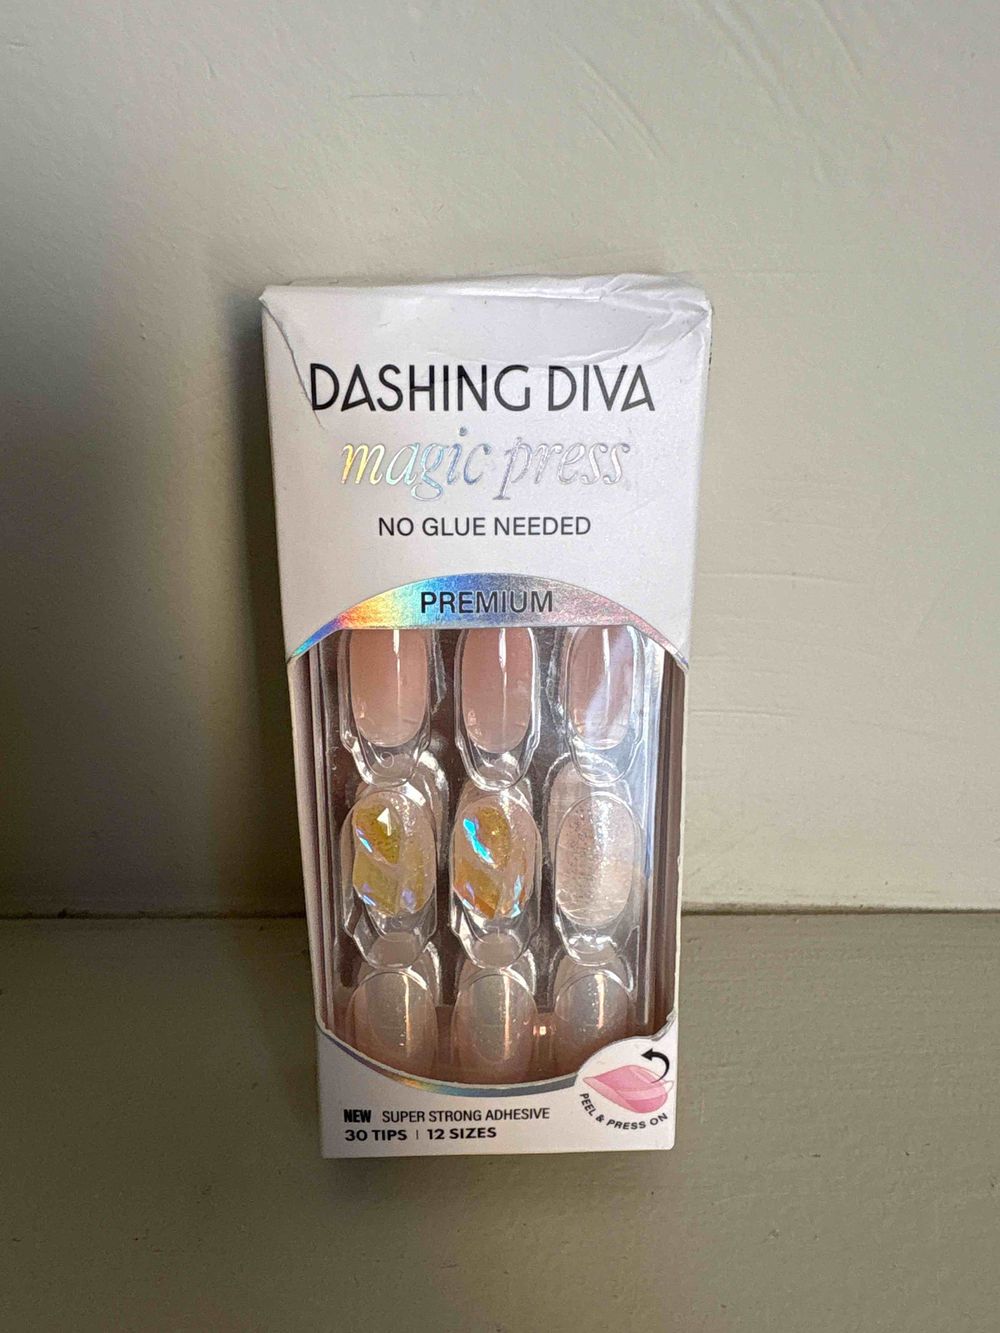 DASHING DIVA
magic press
NO GLUE NEEDED
PREMIUM
PEEL & PRESS ON
NEW SUPER STRONG ADHESIVE
30 TIPS | 12 SIZES